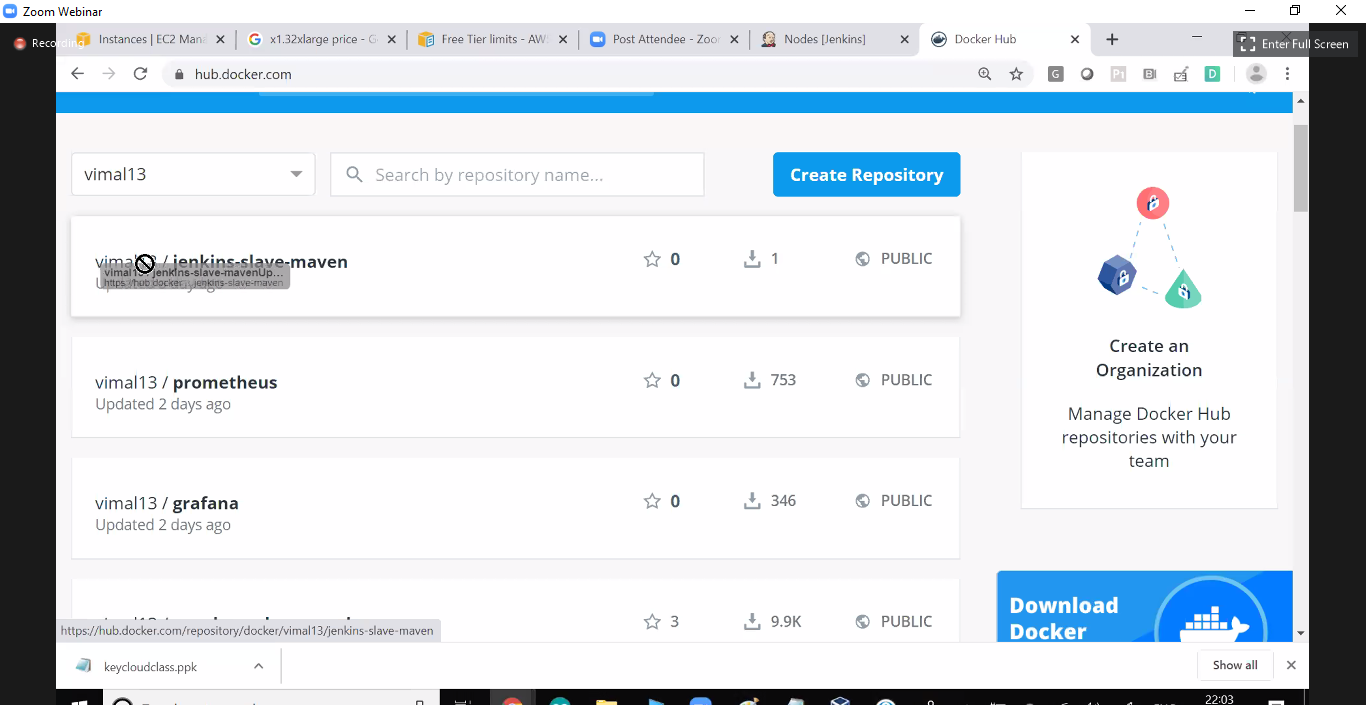 Zoom Webinar
Recording
Instances | EC2 Mana
x1.32xlarge price - G
Free Tier limits - AWS
Post Attendee - Zoo
Nodes [Jenkins]
Docker Hub
Enter Full Screen
hub.docker.com
vimal13
Search by repository name...
Create Repository
jenkins-slave-maven
0
1
PUBLIC
vimal13 jenkins-slave-mavenUp...
https://hub.docker jenkins-slave-maven
vimal13 / prometheus
0
753
PUBLIC
Updated 2 days ago
vimal13 / grafana
0
346
PUBLIC
Updated 2 days ago
3
9.9K
PUBLIC
Create an
Organization
Manage Docker Hub
repositories with your
team
Download
Docker
https://hub.docker.com/repository/docker/vimal13/jenkins-slave-maven
keycloudclass.ppk
Show all
22:03